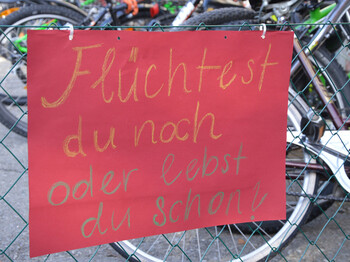 Flüchtest
du noch
oder lebst
du schon?